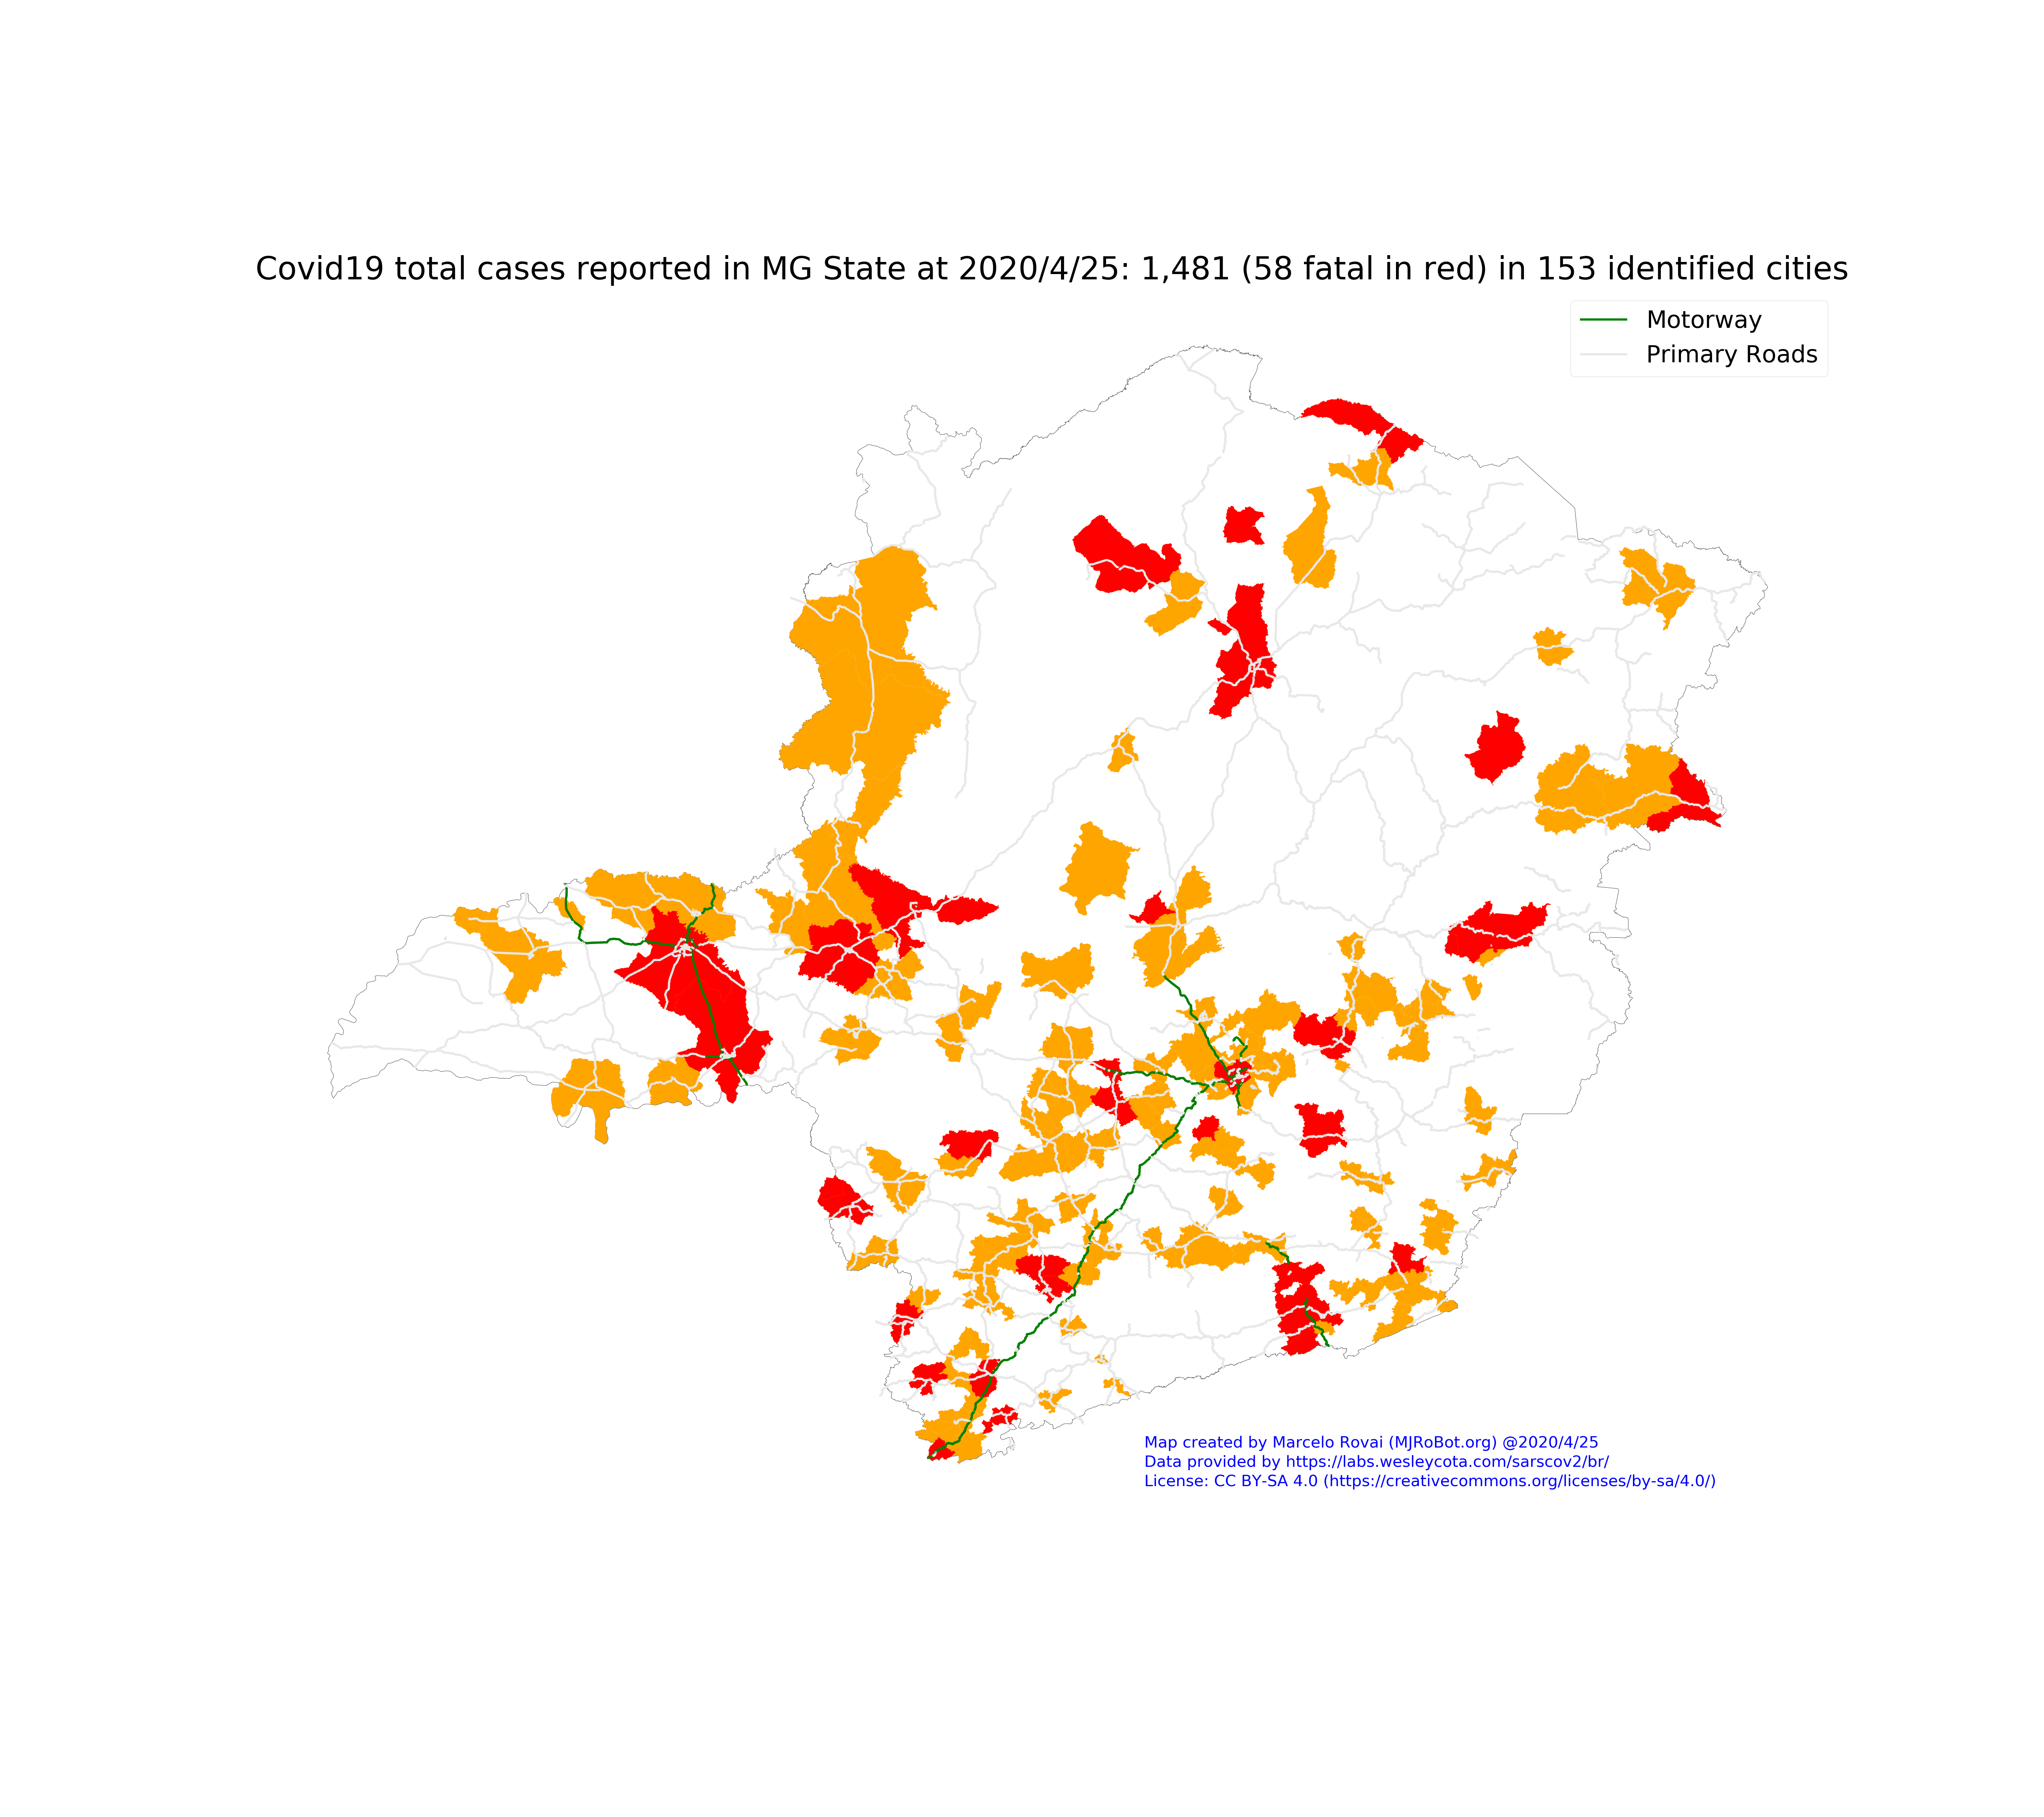 Covid19 total cases reported in MG State at 2020/4/25: 1,481 (58 fatal in red) in 153 identified cities
Motorway
Primary Roads
Map created by Marcelo Rovai (MJRoBot.org) @2020/4/25
Data provided by https://labs.wesleycota.com/sarscov2/br/
License: CC BY-SA 4.0 (https://creativecommons.org/licenses/by-sa/4.0/)